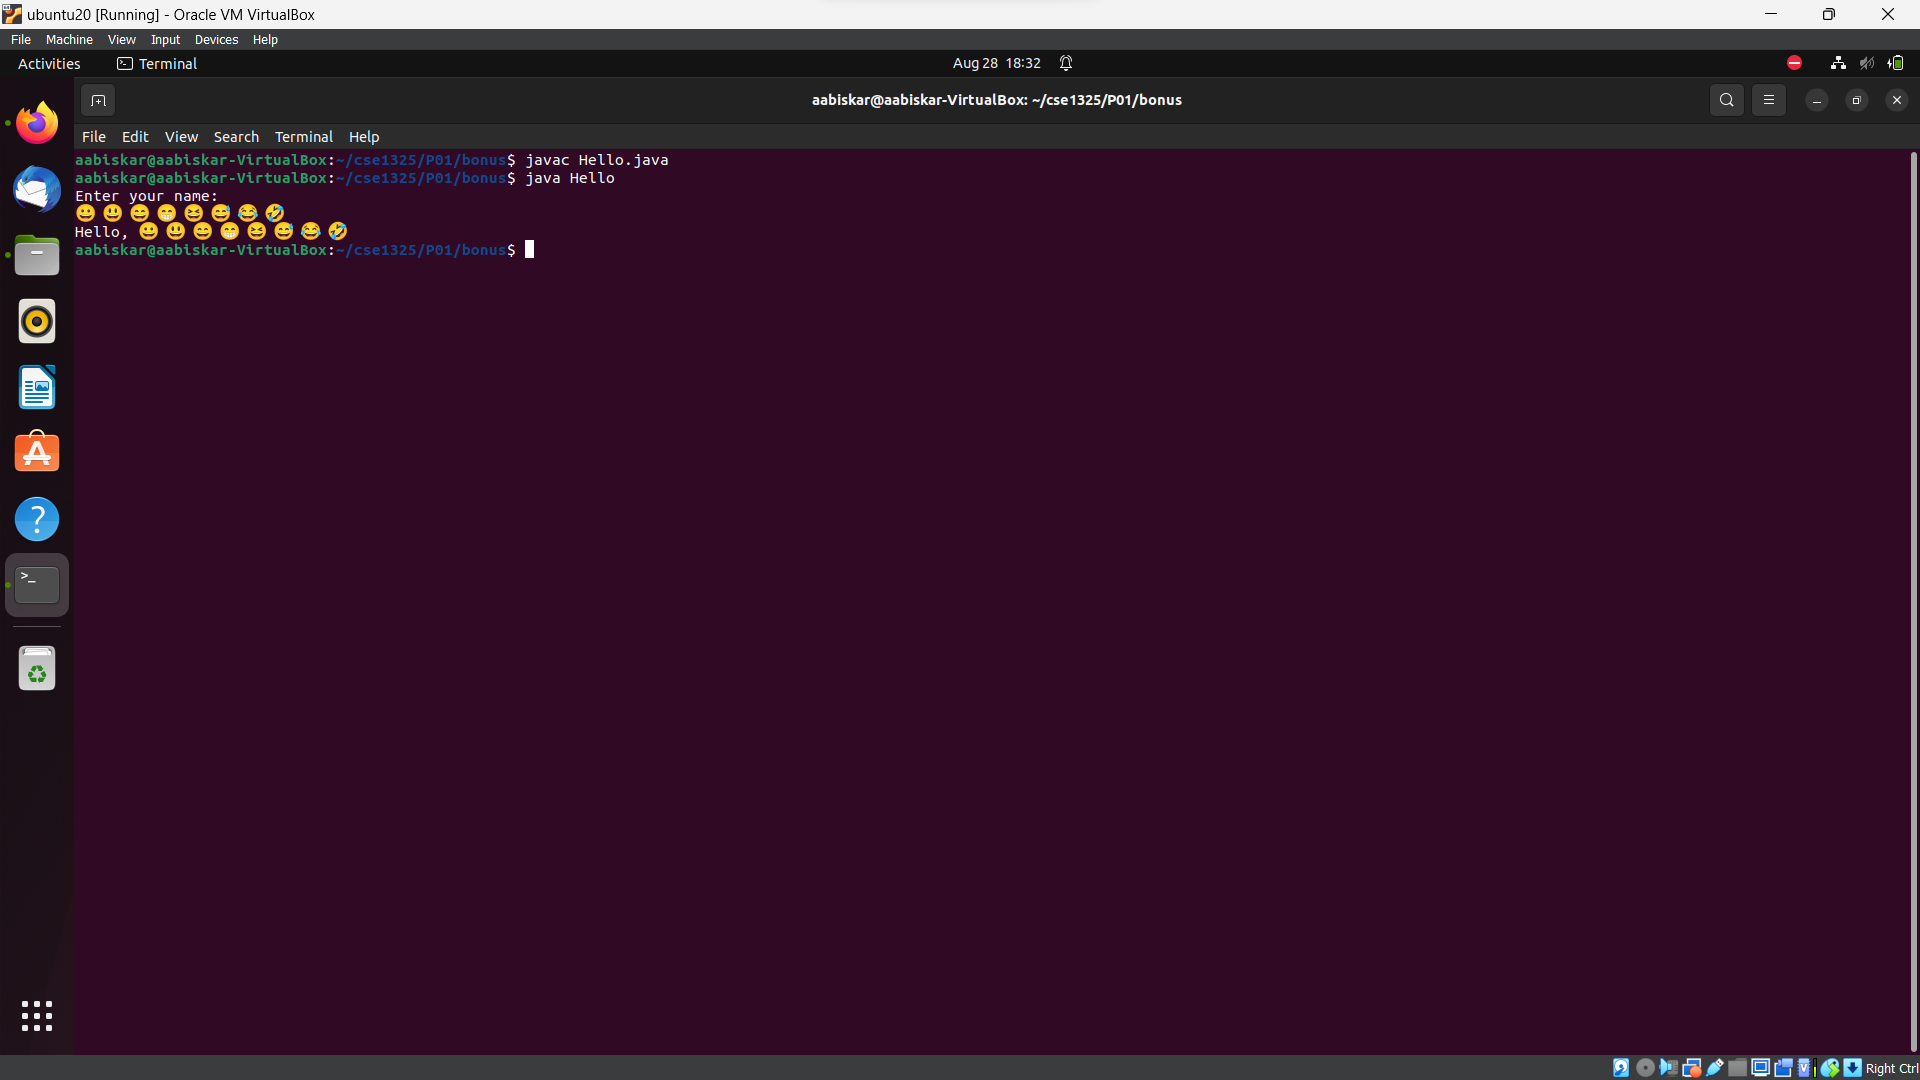 ubuntu20 [Running] - Oracle VM VirtualBox
File Machine View Input Devices Help
Activities Terminal Aug 28 18:32
aabiskar@aabiskar-VirtualBox: ~/cse1325/P01/bonus
File Edit View Search Terminal Help
aabiskar@aabiskar-VirtualBox:~/cse1325/P01/bonus$ javac Hello.java
aabiskar@aabiskar-VirtualBox:~/cse1325/P01/bonus$ java Hello
Enter your name:
😀 😃 😄 😁 😆 😅 😂 🤣
Hello, 😀 😃 😄 😁 😆 😅 😂 🤣
aabiskar@aabiskar-VirtualBox:~/cse1325/P01/bonus$
Right Ctrl